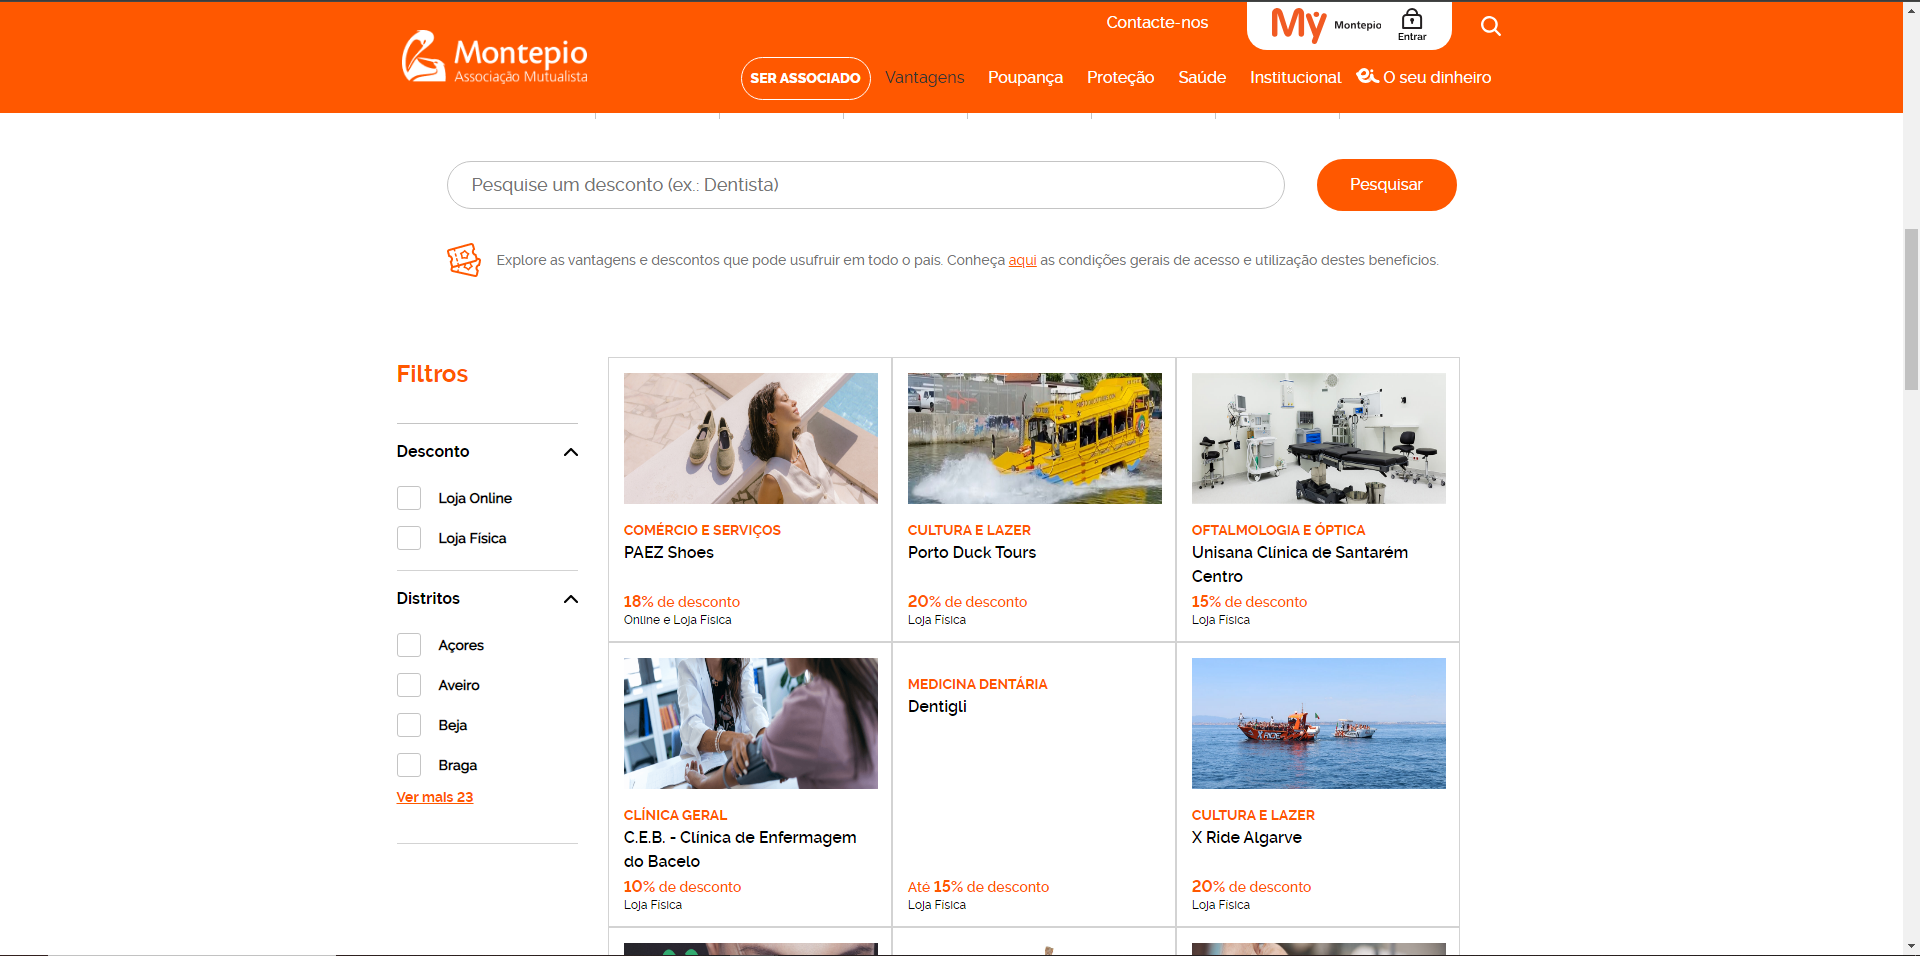 Contacte-nos
My Montepio
Entrar
Montepio
Associação Mutualista
SER ASSOCIADO
Vantagens
Poupança
Proteção
Saúde
Institucional
ei O seu dinheiro
Pesquise um desconto (ex.: Dentista)
Pesquisar
Explore as vantagens e descontos que pode usufruir em todo o país. Conheça aqui as condições gerais de acesso e utilização destes benefícios.
Filtros
Desconto
Loja Online
Loja Física
Distritos
Açores
Aveiro
Beja
Braga
Ver mais 23
COMÉRCIO E SERVIÇOS
PAEZ Shoes
18% de desconto
Online e Loja Física
CULTURA E LAZER
Porto Duck Tours
20% de desconto
Loja Física
OFTALMOLOGIA E ÓPTICA
Unisana Clínica de Santarém
Centro
15% de desconto
Loja Física
CLÍNICA GERAL
C.E.B. - Clínica de Enfermagem
do Bacelo
10% de desconto
Loja Física
MEDICINA DENTÁRIA
Dentigli
Até 15% de desconto
Loja Física
X RIDE
CULTURA E LAZER
X Ride Algarve
20% de desconto
Loja Física